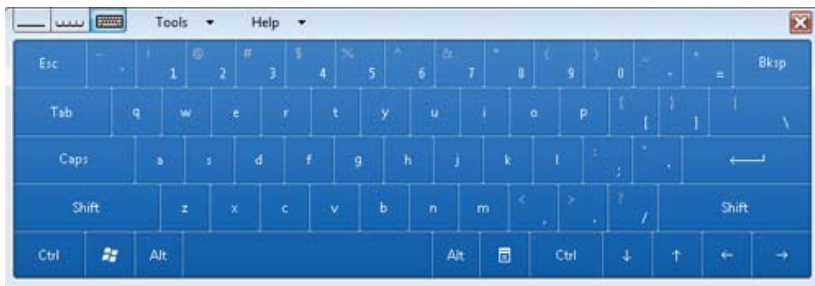 Tools Help
Esc ~ ` ! 1 @ 2 # 3 $ 4 % 5 ^ 6 & 7 * 8 ( 9 ) 0 _ - + = Bksp
Tab q w e r t y u i o p { [ } ] | \
Caps a s d f g h j k l : ; " '
Shift z x c v b n m < , > . ? / Shift
Ctrl Alt Alt Ctrl ↓ ↑ ← →